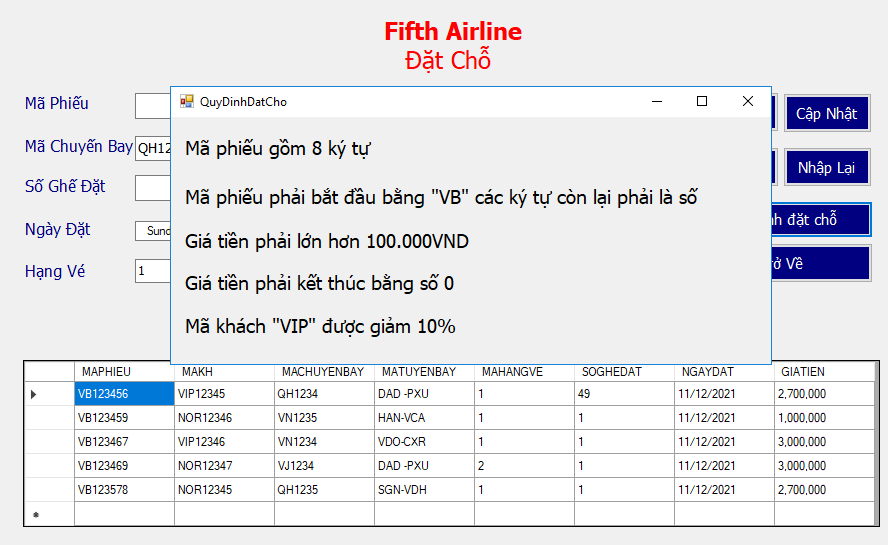 Fifth Airline
Đặt Chỗ
QuyDinhDatCho
Mã phiếu gồm 8 ký tự
Mã phiếu phải bắt đầu bằng "VB" các ký tự còn lại phải là số
Giá tiền phải lớn hơn 100.000VND
Giá tiền phải kết thúc bằng số 0
Mã khách "VIP" được giảm 10%
Mã Phiếu
Cập Nhật
Mã Chuyến Bay QH12
Nhập Lại
Số Ghế Đặt
đặt chỗ
Ngày Đặt
Hạng Vé 1
Về
MAPHIEU MAKH MACHUYENBAY MATUYENBAY MAHANGVE SOGHEDAT NGAYDAT GIATIEN
VB123456 VIP12345 QH1234 DAD -PXU 1 49 11/12/2021 2,700,000
VB123459 NOR12346 VN1235 HAN-VCA 1 1 11/12/2021 1,000,000
VB123467 VIP12346 VN1234 VDO-CXR 1 1 11/12/2021 3,000,000
VB123469 NOR12347 VJ1234 DAD -PXU 2 1 11/12/2021 3,000,000
VB123578 NOR12345 QH1235 SGN-VDH 1 1 11/12/2021 2,700,000